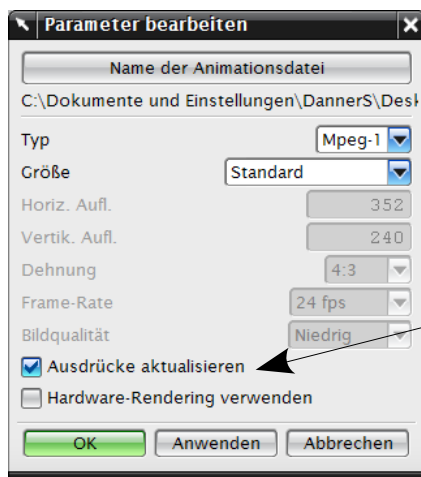 Parameter bearbeiten
Name der Animationsdatei
C:\Dokumente und Einstellungen\DannerS\Desk
Typ Mpeg-1
Größe Standard
Horiz. Aufl. 352
Vertik. Aufl. 240
Dehnung 4:3
Frame-Rate 24 fps
Bildqualität Niedrig
Ausdrücke aktualisieren
Hardware-Rendering verwenden
OK Anwenden Abbrechen